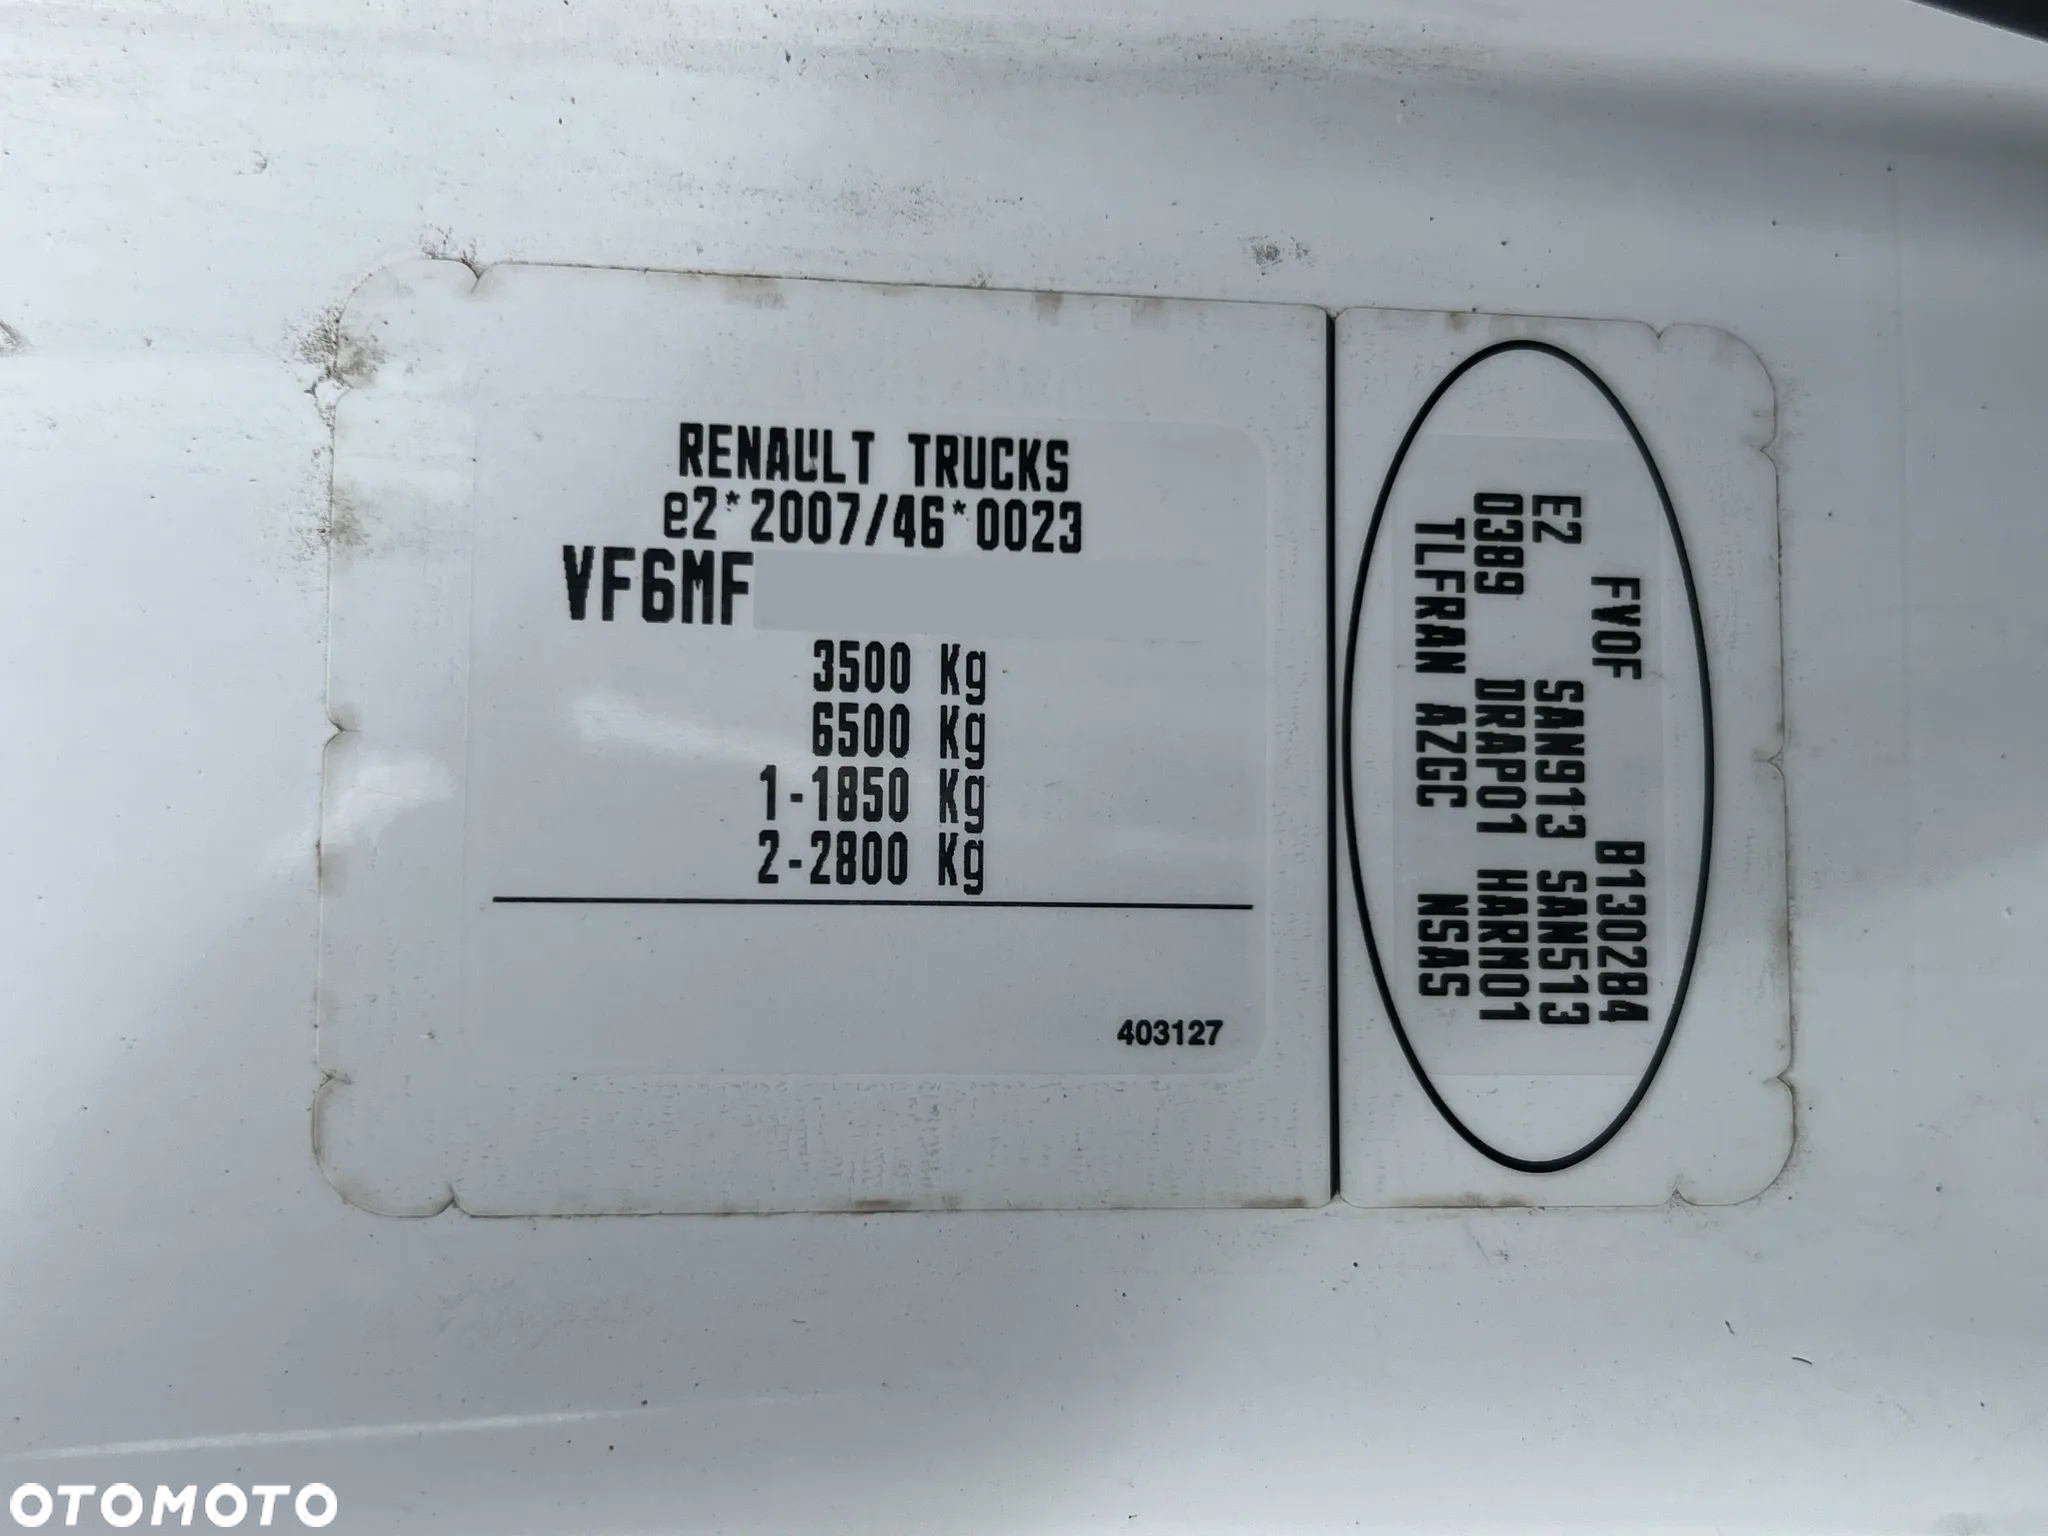 RENAULT TRUCKS
e2*2007/46*0023
VF6MF
3500 Kg
6500 Kg
1-1850 Kg
2-2800 Kg
403127
FV0F B130284
E2 SAN913 SAN513
0389 DRAP01 HARM01
TLFRAN AZGC NSAS
OTOMOTO